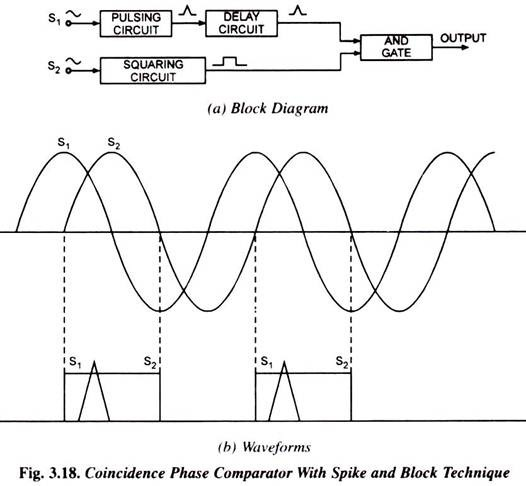 S1
PULSING
CIRCUIT
DELAY
CIRCUIT
AND
GATE
OUTPUT
S2
SQUARING
CIRCUIT
(a) Block Diagram
S1 S2
S1 S2 S1 S2
(b) Waveforms
Fig. 3.18. Coincidence Phase Comparator With Spike and Block Technique